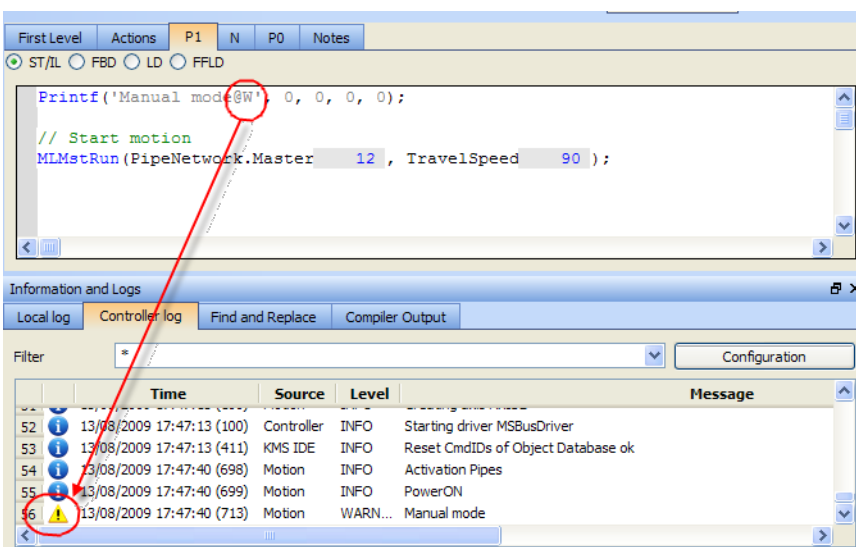 First Level Actions P1 N P0 Notes
ST/IL FBD LD FFLD
Printf('Manual mode@W', 0, 0, 0, 0);
// Start motion
MLMstRun(PipeNetwork.Master 12 , TravelSpeed 90 );
Information and Logs
Local log Controller log Find and Replace Compiler Output
Filter * Configuration
Time Source Level Message
52 13/08/2009 17:47:13 (100) Controller INFO Starting driver MSBusDriver
53 13/08/2009 17:47:13 (411) KMS IDE INFO Reset CmdIDs of Object Database ok
54 13/08/2009 17:47:40 (698) Motion INFO Activation Pipes
55 13/08/2009 17:47:40 (699) Motion INFO PowerON
56 13/08/2009 17:47:40 (713) Motion WARN... Manual mode